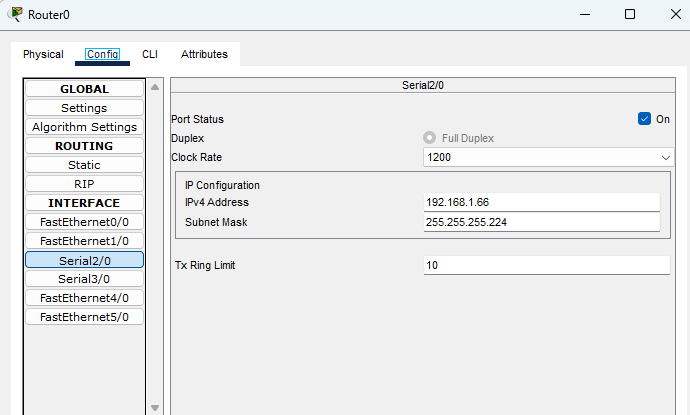 Router0
Physical Config CLI Attributes
GLOBAL
Settings
Algorithm Settings
ROUTING
Static
RIP
INTERFACE
FastEthernet0/0
FastEthernet1/0
Serial2/0
Serial3/0
FastEthernet4/0
FastEthernet5/0
Serial2/0
Port Status On
Duplex Full Duplex
Clock Rate 1200
IP Configuration
IPv4 Address 192.168.1.66
Subnet Mask 255.255.255.224
Tx Ring Limit 10